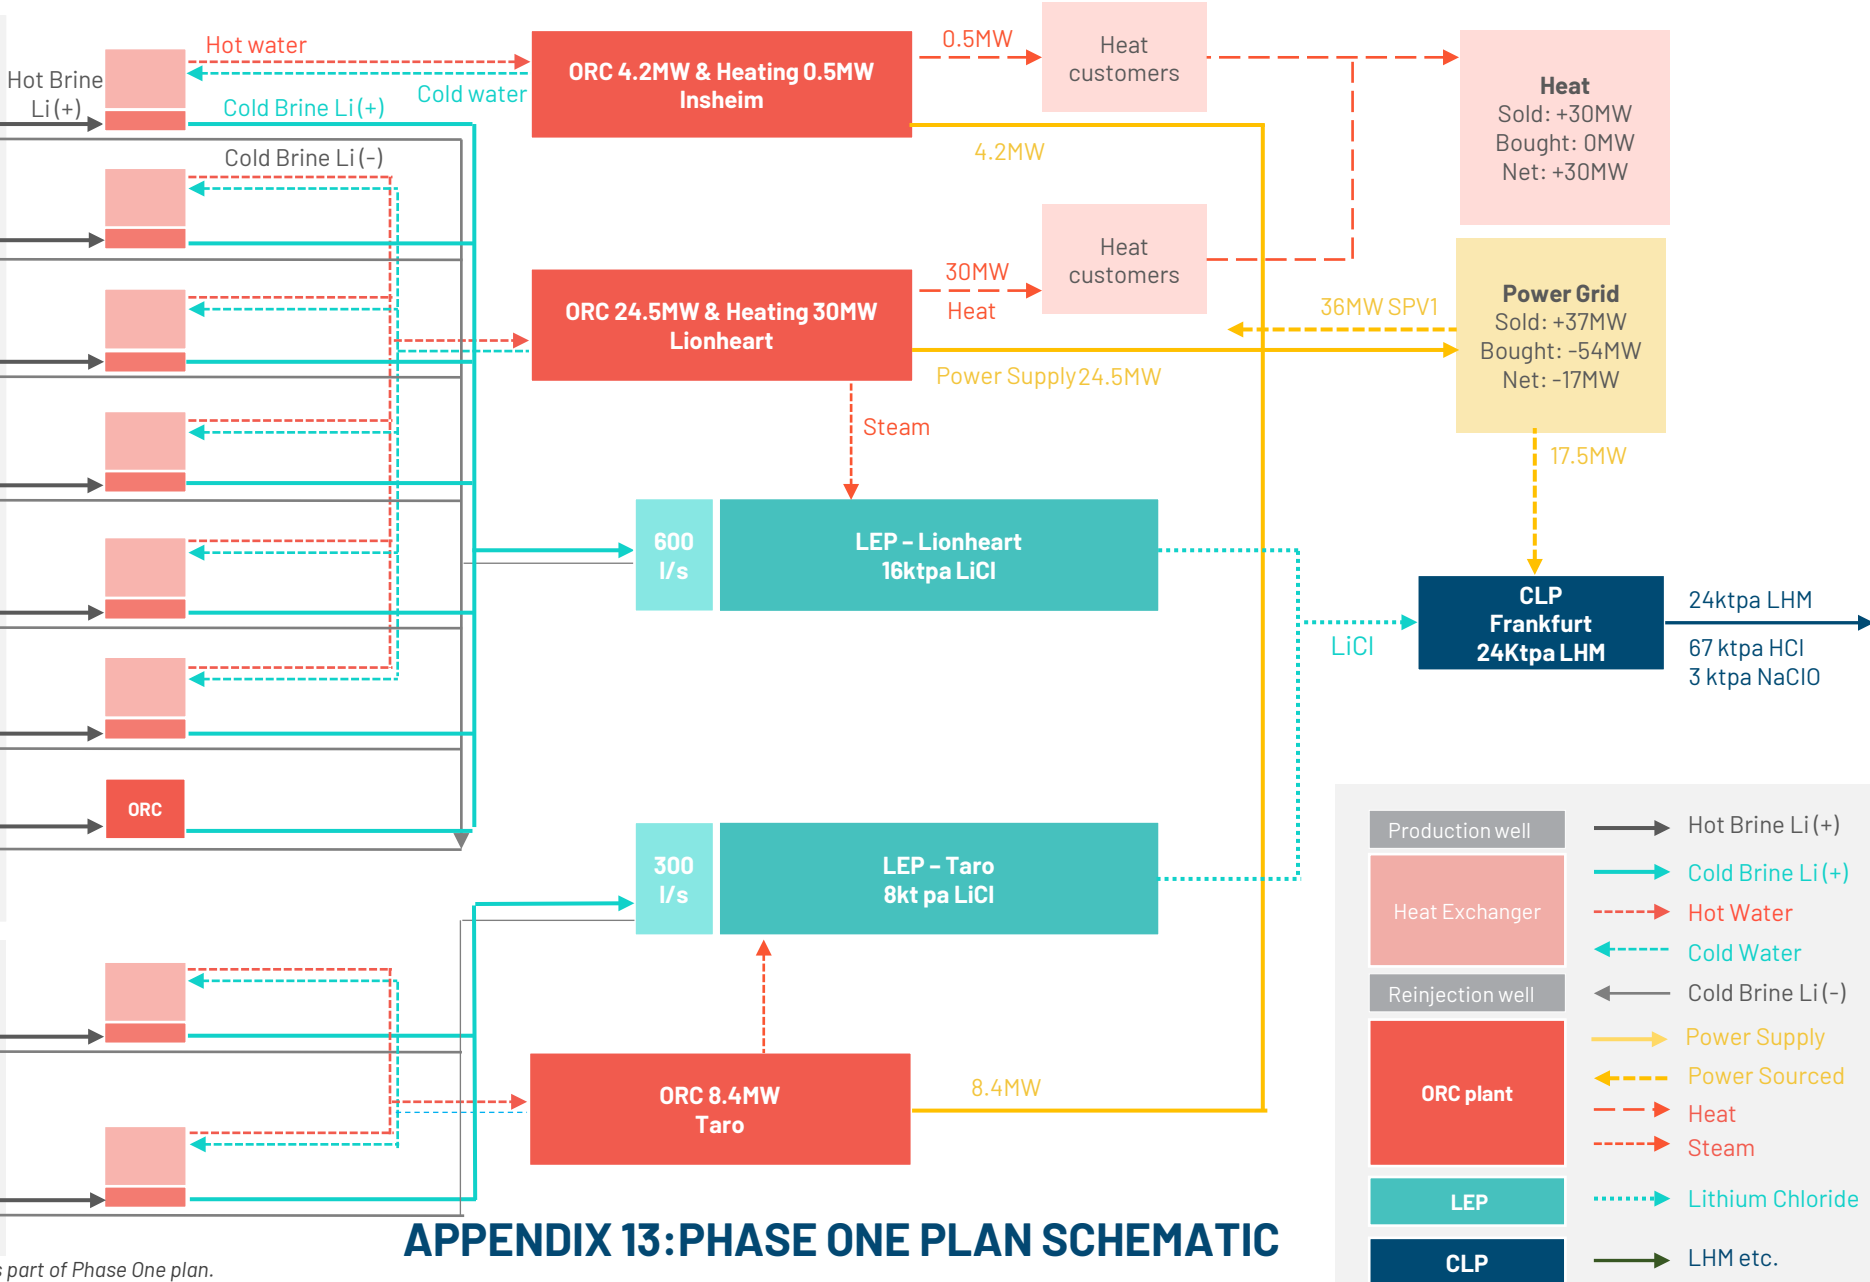 Hot Brine
Li (+)
Hot water
Cold water
Cold Brine Li (+)
Cold Brine Li (-)
ORC 4.2MW & Heating 0.5MW
Insheim
0.5MW
Heat
customers
4.2MW
Heat
Sold: +30MW
Bought: 0MW
Net: +30MW
ORC 24.5MW & Heating 30MW
Lionheart
30MW
Heat
Heat
customers
36MW SPV1
Power Supply 24.5MW
Power Grid
Sold: +37MW
Bought: -54MW
Net: -17MW
17.5MW
Steam
600
l/s
LEP – Lionheart
16ktpa LiCl
LiCl
CLP
Frankfurt
24Ktpa LHM
24ktpa LHM
67 ktpa HCl
3 ktpa NaClO
ORC
300
l/s
LEP – Taro
8kt pa LiCl
ORC 8.4MW
Taro
8.4MW
Production well
Heat Exchanger
Reinjection well
ORC plant
LEP
CLP
Hot Brine Li (+)
Cold Brine Li (+)
Hot Water
Cold Water
Cold Brine Li (-)
Power Supply
Power Sourced
Heat
Steam
Lithium Chloride
LHM etc.
APPENDIX 13:PHASE ONE PLAN SCHEMATIC
s part of Phase One plan.